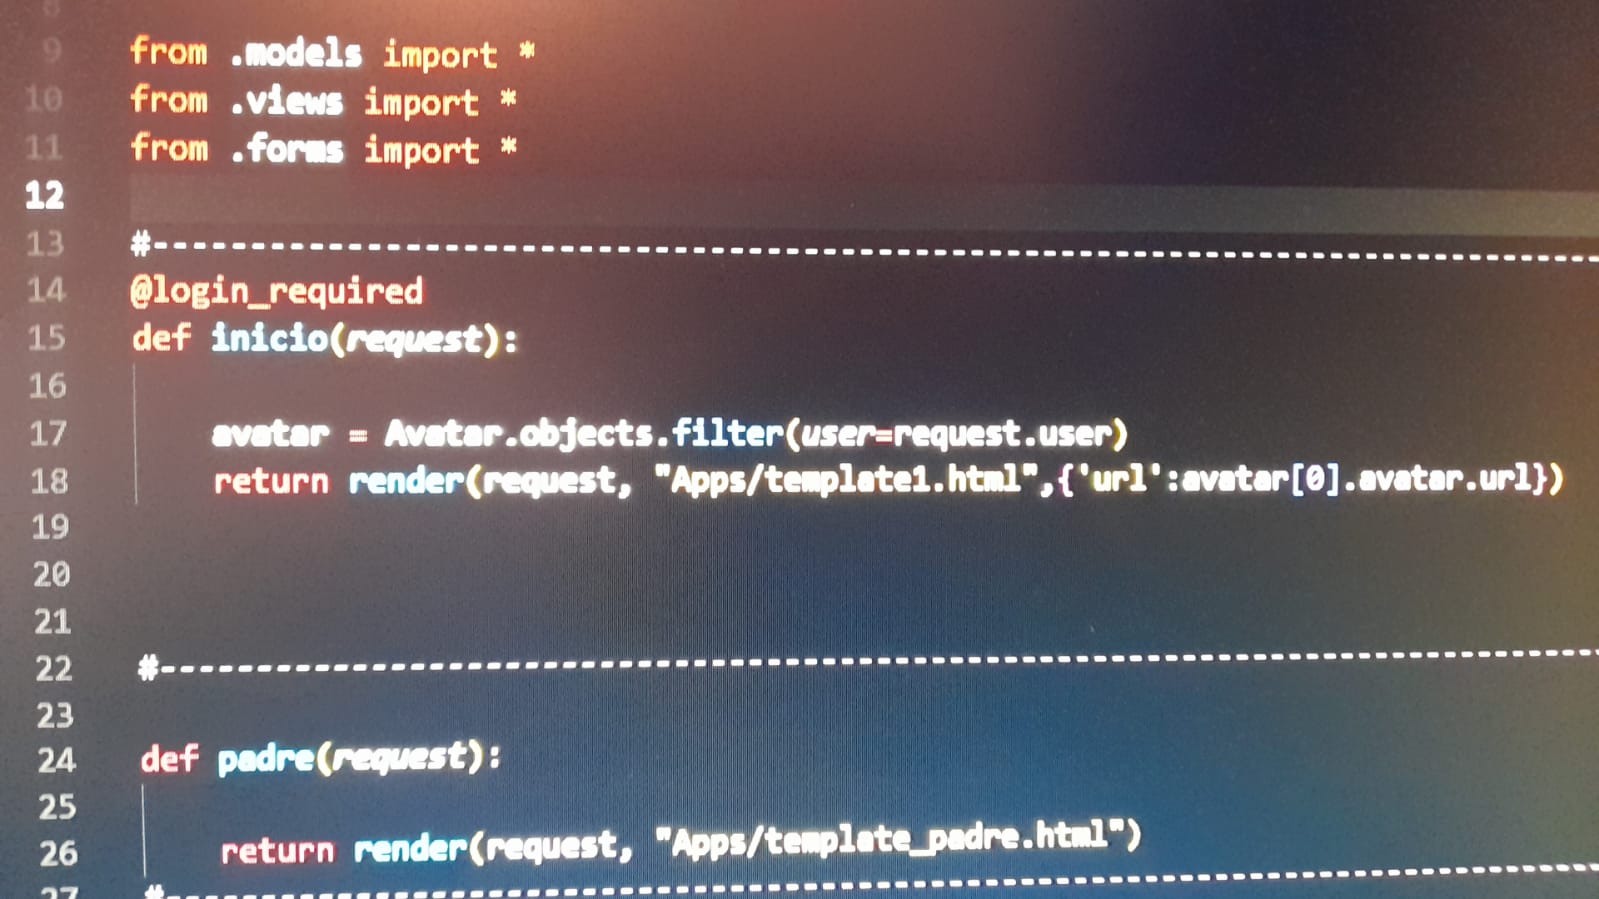 9 from .models import *
10 from .views import *
11 from .forms import *
12
13 #--------------------------------------------------------------------------
14 @login_required
15 def inicio(request):
16
17 avatar = Avatar.objects.filter(user=request.user)
18 return render(request, "Apps/template1.html",{'url':avatar[0].avatar.url})
19
20
21
22 #--------------------------------------------------------------------------
23
24 def padre(request):
25
26 return render(request, "Apps/template_padre.html")
27 #--------------------------------------------------------------------------